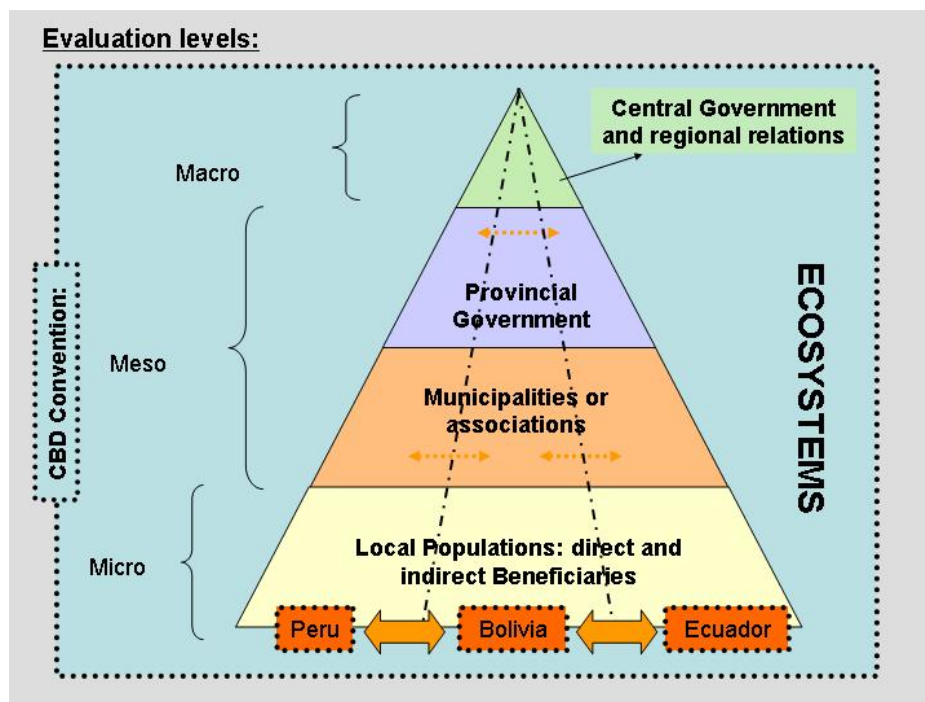 Evaluation levels:
Central Government
and regional relations
Macro
Provincial
Government
ECOSYSTEMS
CBD Convention:
Meso
Municipalities or
associations
Micro
Local Populations: direct and
indirect Beneficiaries
Peru
Bolivia
Ecuador